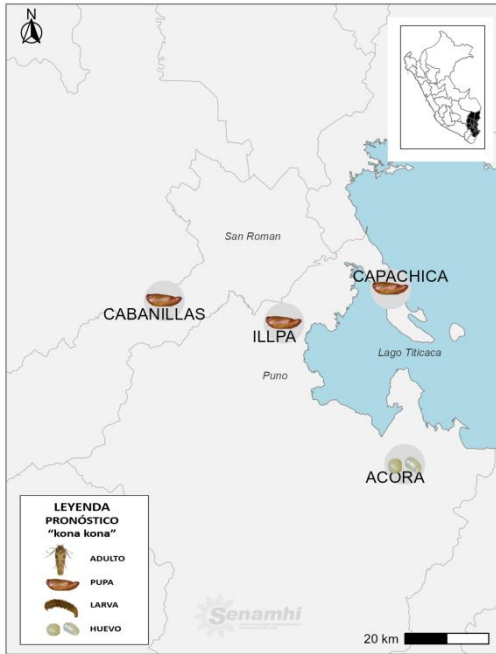 N
San Roman
CAPACHICA
CABANILLAS
ILLPA
Lago Titicaca
Puno
ACORA
LEYENDA
PRONÓSTICO
"kona kona"
ADULTO
PUPA
LARVA
HUEVO
Senamhi
20 km